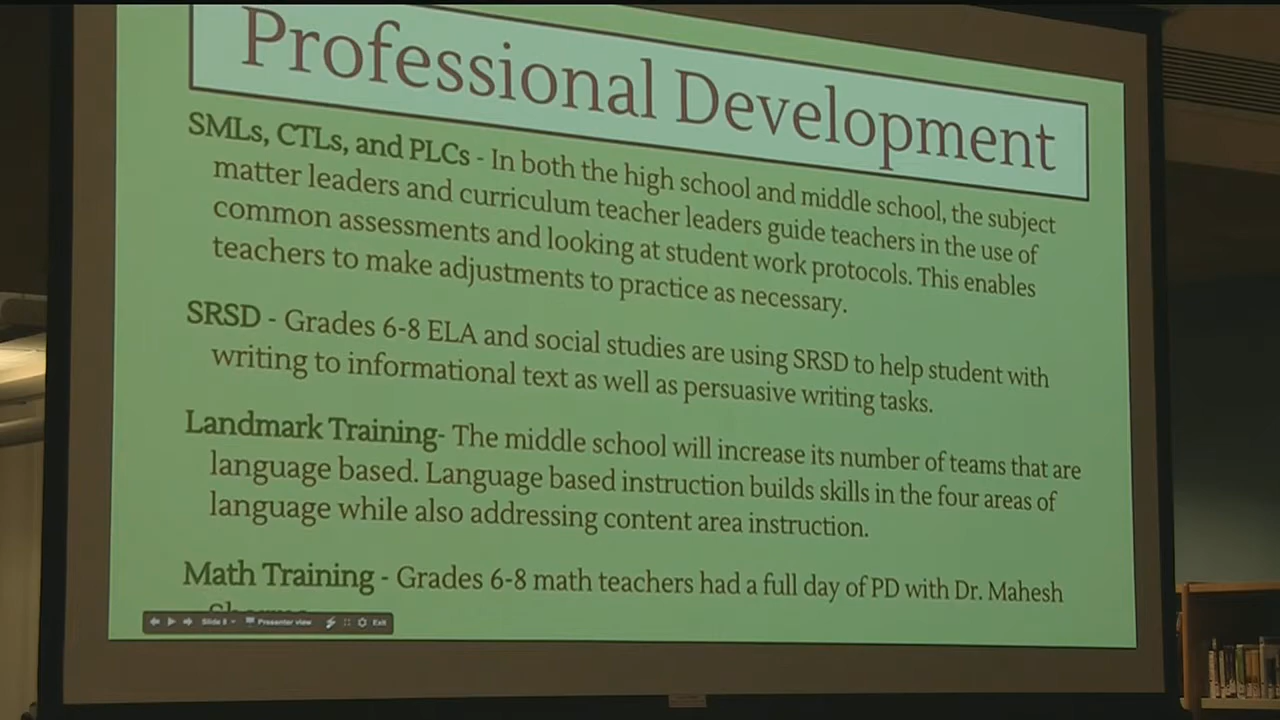 Professional Development
SMLs, CTLs, and PLCs - In both the high school and middle school, the subject
matter leaders and curriculum teacher leaders guide teachers in the use of
common assessments and looking at student work protocols. This enables
teachers to make adjustments to practice as necessary.
SRSD - Grades 6-8 ELA and social studies are using SRSD to help student with
writing to informational text as well as persuasive writing tasks.
Landmark Training- The middle school will increase its number of teams that are
language based. Language based instruction builds skills in the four areas of
language while also addressing content area instruction.
Math Training - Grades 6-8 math teachers had a full day of PD with Dr. Mahesh
Slide Presenter view Exit